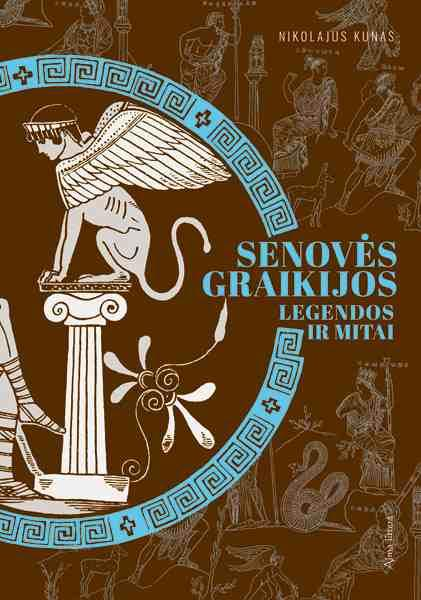 NIKOLAJUS KUNAS
SENOVĖS
GRAIKIJOS
LEGENDOS
IR MITAI
Alma littera